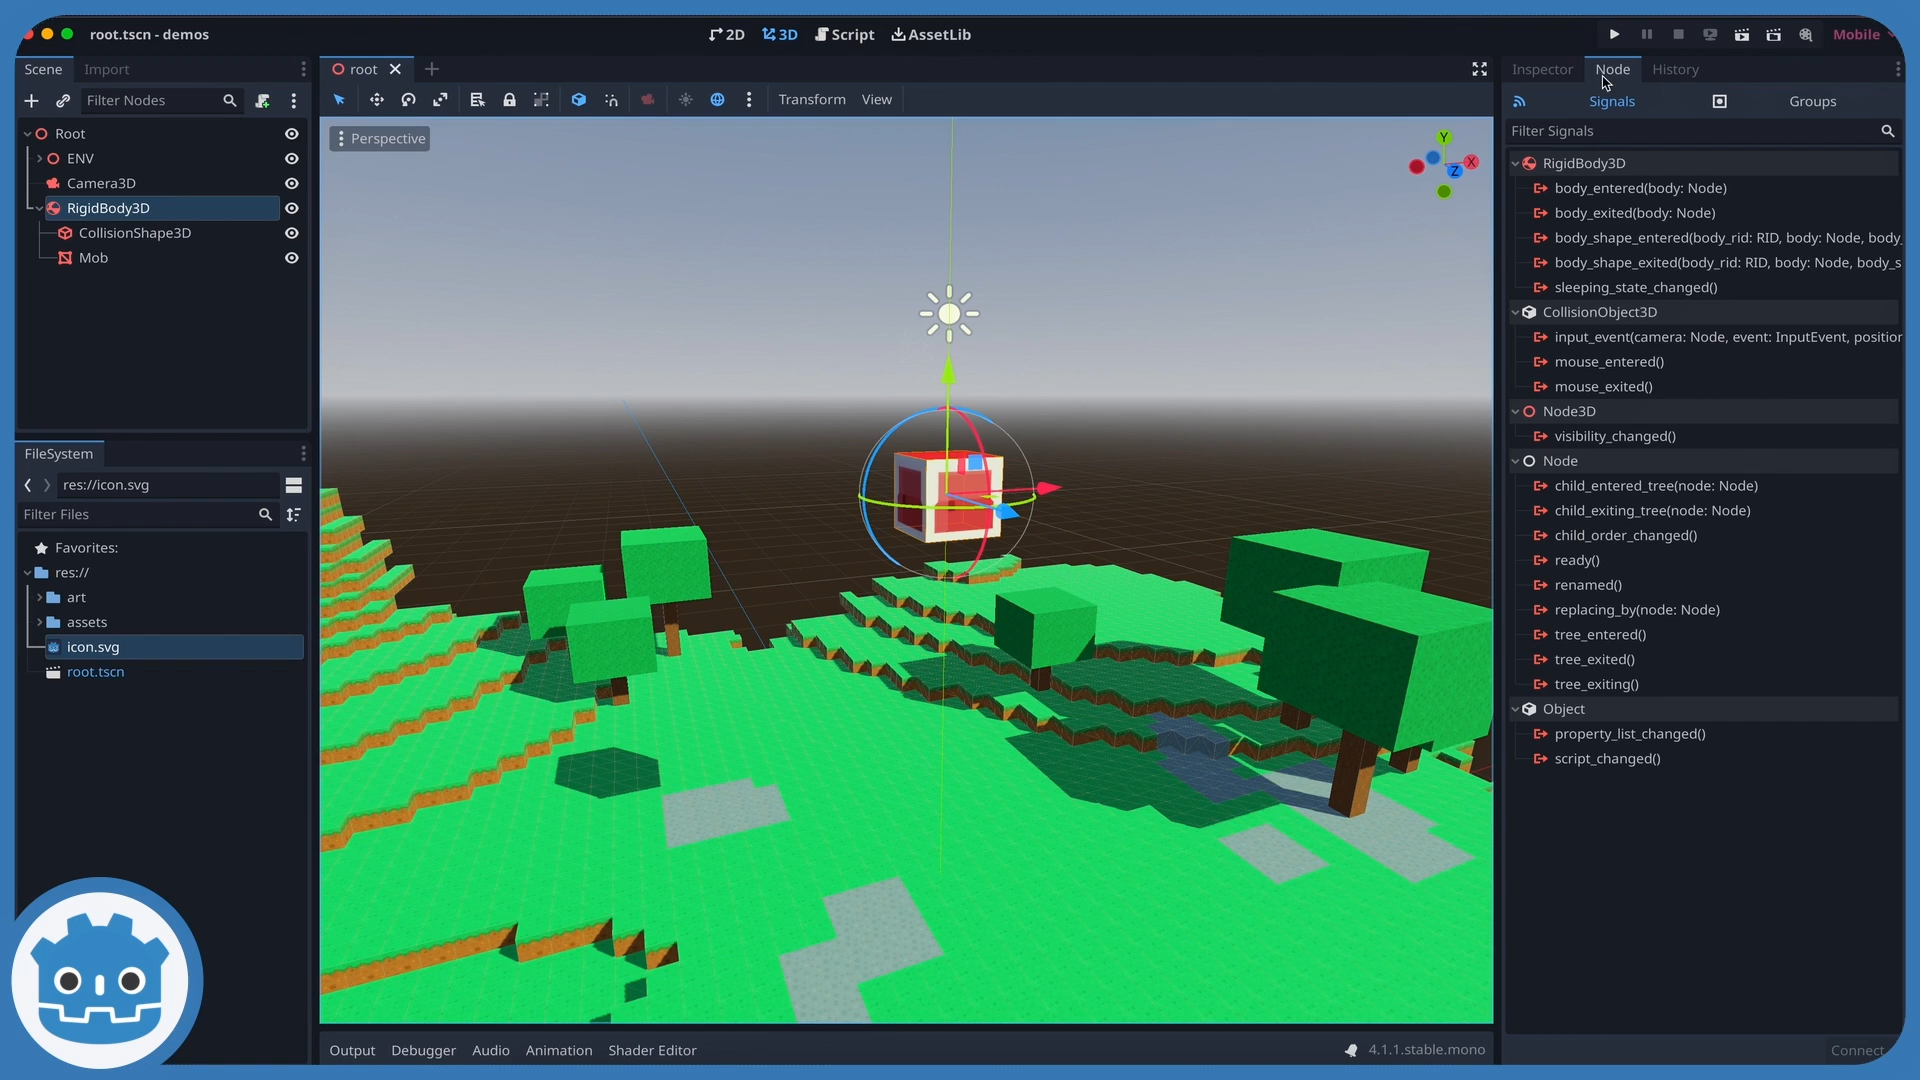 root.tscn - demos
2D
3D
Script
AssetLib
Mobile
Scene
Import
Filter Nodes
Root
ENV
Camera3D
RigidBody3D
CollisionShape3D
Mob
FileSystem
res://icon.svg
Filter Files
Favorites:
res://
art
assets
icon.svg
root.tscn
root
Transform
View
Perspective
Y
X
Z
Output
Debugger
Audio
Animation
Shader Editor
4.1.1.stable.mono
Inspector
Node
History
Signals
Groups
Filter Signals
RigidBody3D
body_entered(body: Node)
body_exited(body: Node)
body_shape_entered(body_rid: RID, body: Node, body_
body_shape_exited(body_rid: RID, body: Node, body_s
sleeping_state_changed()
CollisionObject3D
input_event(camera: Node, event: InputEvent, position
mouse_entered()
mouse_exited()
Node3D
visibility_changed()
Node
child_entered_tree(node: Node)
child_exiting_tree(node: Node)
child_order_changed()
ready()
renamed()
replacing_by(node: Node)
tree_entered()
tree_exited()
tree_exiting()
Object
property_list_changed()
script_changed()
Connect